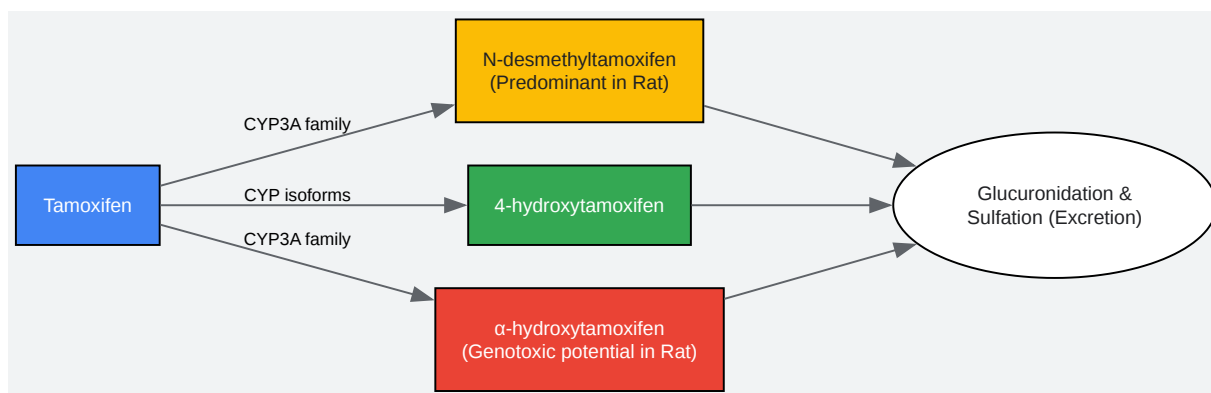 N-desmethyltamoxifen
(Predominant in Rat)
CYP3A family
Tamoxifen
CYP isoforms
4-hydroxytamoxifen
Glucuronidation &
Sulfation (Excretion)
CYP3A family
α-hydroxytamoxifen
(Genotoxic potential in Rat)